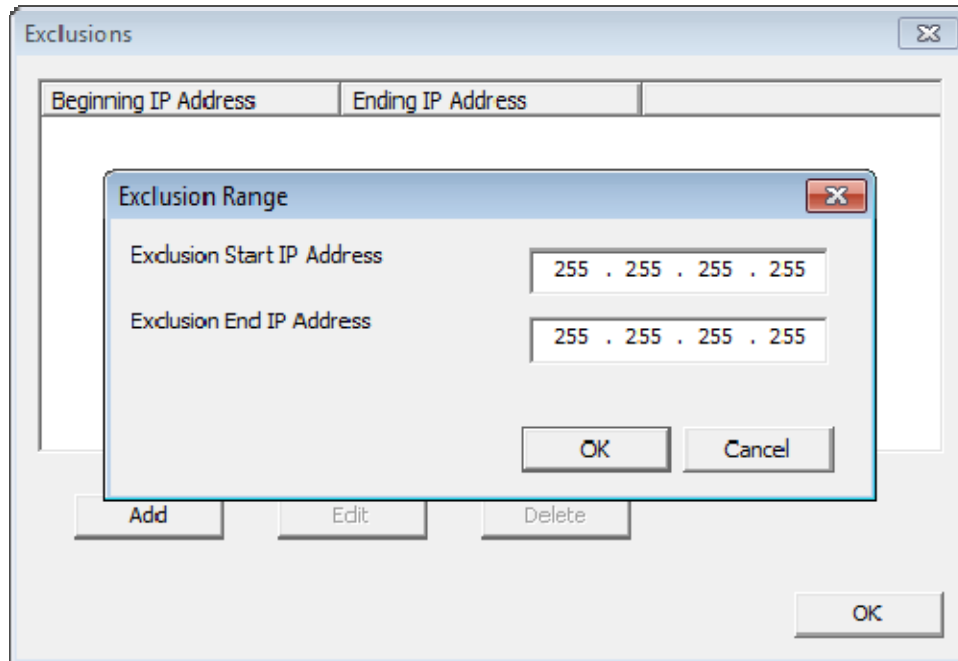 Exclusions
Beginning IP Address Ending IP Address
Exclusion Range
Exclusion Start IP Address 255 . 255 . 255 . 255
Exclusion End IP Address 255 . 255 . 255 . 255
OK Cancel
Add Edit Delete
OK